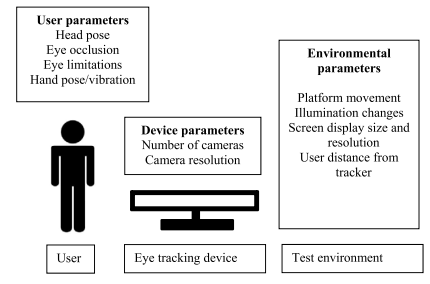 User parameters
Head pose
Eye occlusion
Eye limitations
Hand pose/vibration
Device parameters
Number of cameras
Camera resolution
Environmental
parameters
Platform movement
Illumination changes
Screen display size and
resolution
User distance from
tracker
User
Eye tracking device
Test environment